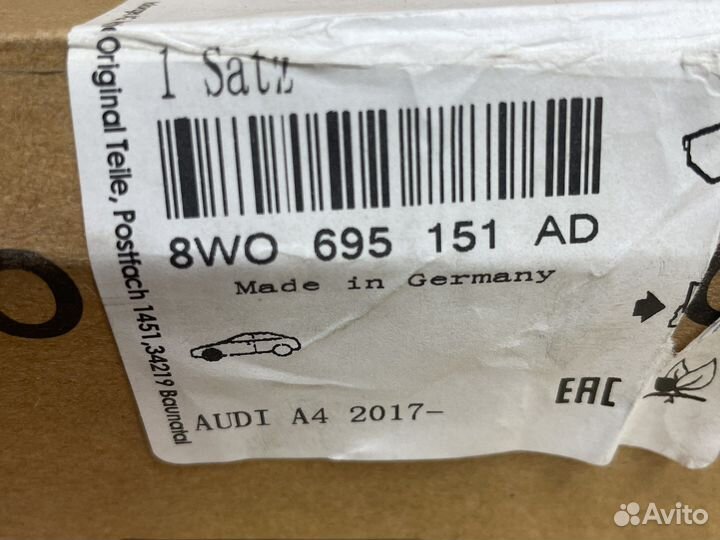 1 Satz
Original Teile, Postfach 1451,34219 Baunatal
8WO 695 151 AD
Made in Germany
EAC
AUDI A4 2017-
Avito